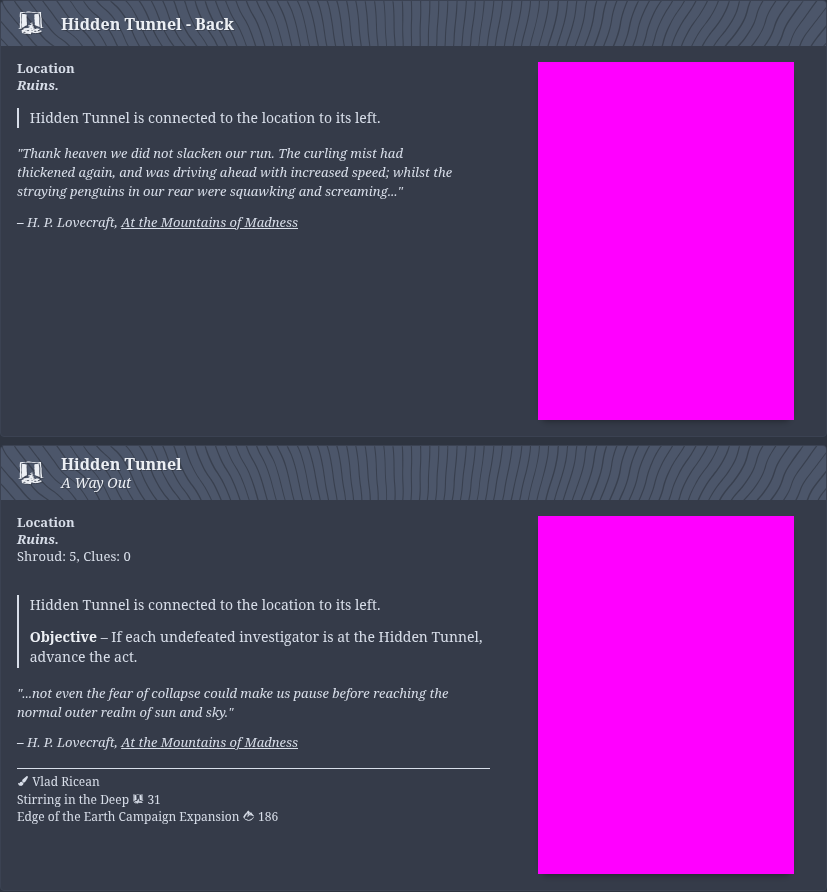 Hidden Tunnel - Back
Location
Ruins.
Hidden Tunnel is connected to the location to its left.
"Thank heaven we did not slacken our run. The curling mist had
thickened again, and was driving ahead with increased speed; whilst the
straying penguins in our rear were squawking and screaming..."
– H. P. Lovecraft, At the Mountains of Madness
Hidden Tunnel
A Way Out
Location
Ruins.
Shroud: 5, Clues: 0
Hidden Tunnel is connected to the location to its left.
Objective – If each undefeated investigator is at the Hidden Tunnel,
advance the act.
"...not even the fear of collapse could make us pause before reaching the
normal outer realm of sun and sky."
– H. P. Lovecraft, At the Mountains of Madness
Vlad Ricean
Stirring in the Deep 31
Edge of the Earth Campaign Expansion 186